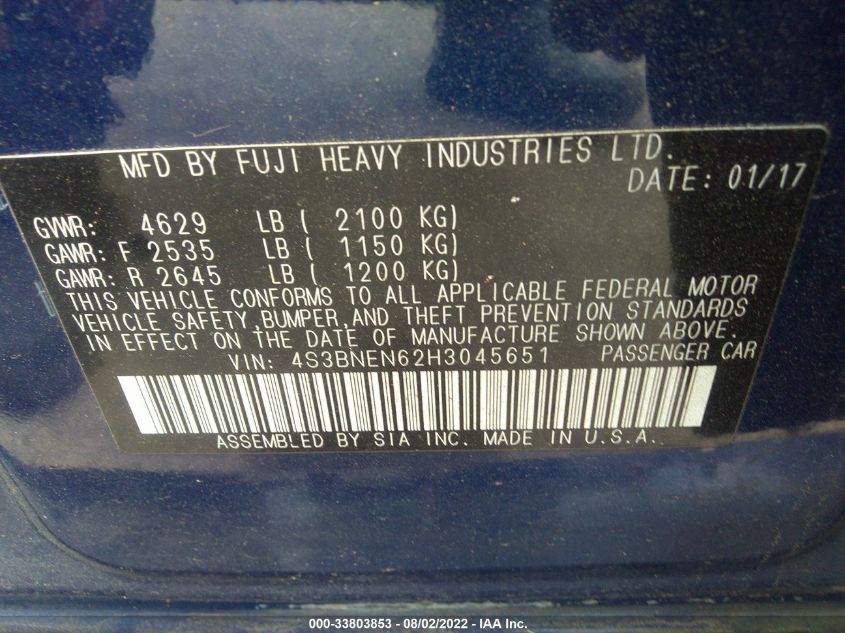 MFD BY FUJI HEAVY INDUSTRIES LTD.
DATE: 01/17
GVWR: 4629 LB ( 2100 KG)
GAWR: F 2535 LB ( 1150 KG)
GAWR: R 2645 LB ( 1200 KG)
THIS VEHICLE CONFORMS TO ALL APPLICABLE FEDERAL MOTOR
VEHICLE SAFETY, BUMPER, AND THEFT PREVENTION STANDARDS
IN EFFECT ON THE DATE OF MANUFACTURE SHOWN ABOVE.
VIN: 4S3BNEN62H3045651 PASSENGER CAR
ASSEMBLED BY SIA INC. MADE IN U.S.A.
000-33803853 - 08/02/2022 - IAA Inc.